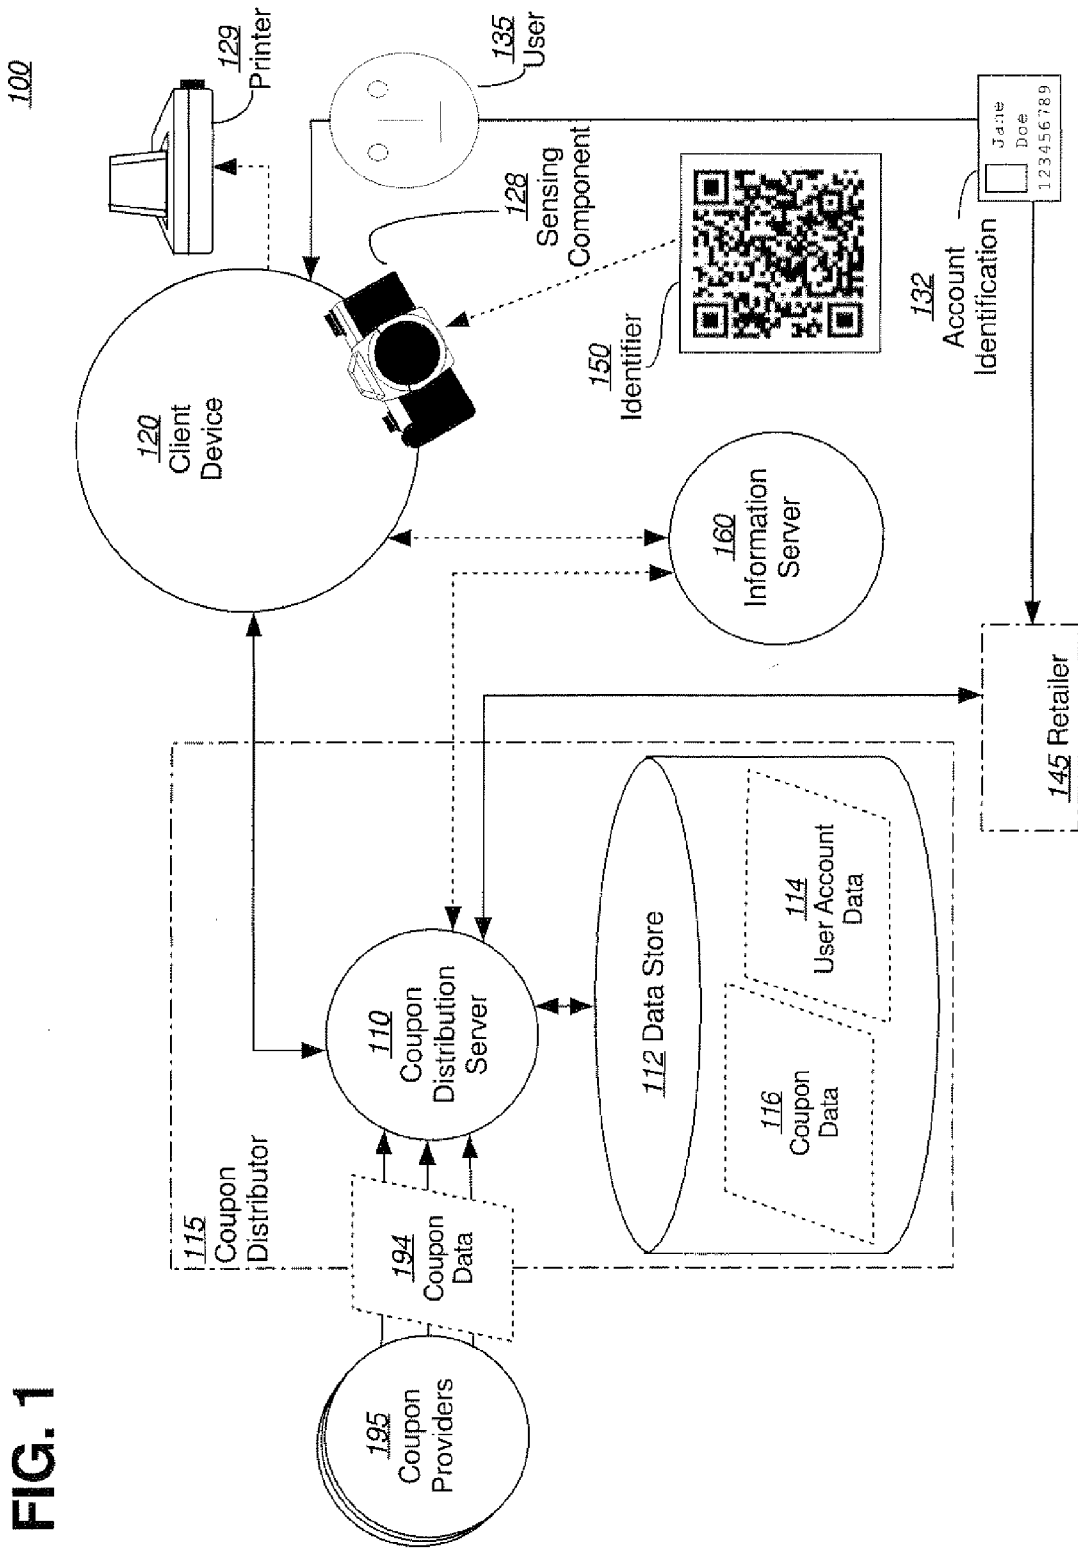 FIG. 1
100
195
Coupon
Providers
194
Coupon
Data
115
Coupon
Distributor
110
Coupon
Distribution
Server
112 Data Store
116
Coupon
Data
114
User Account
Data
120
Client
Device
129
Printer
135
User
128
Sensing
Component
150
Identifier
160
Information
Server
132
Account
Identification
Jane
Doe
123456789
145 Retailer